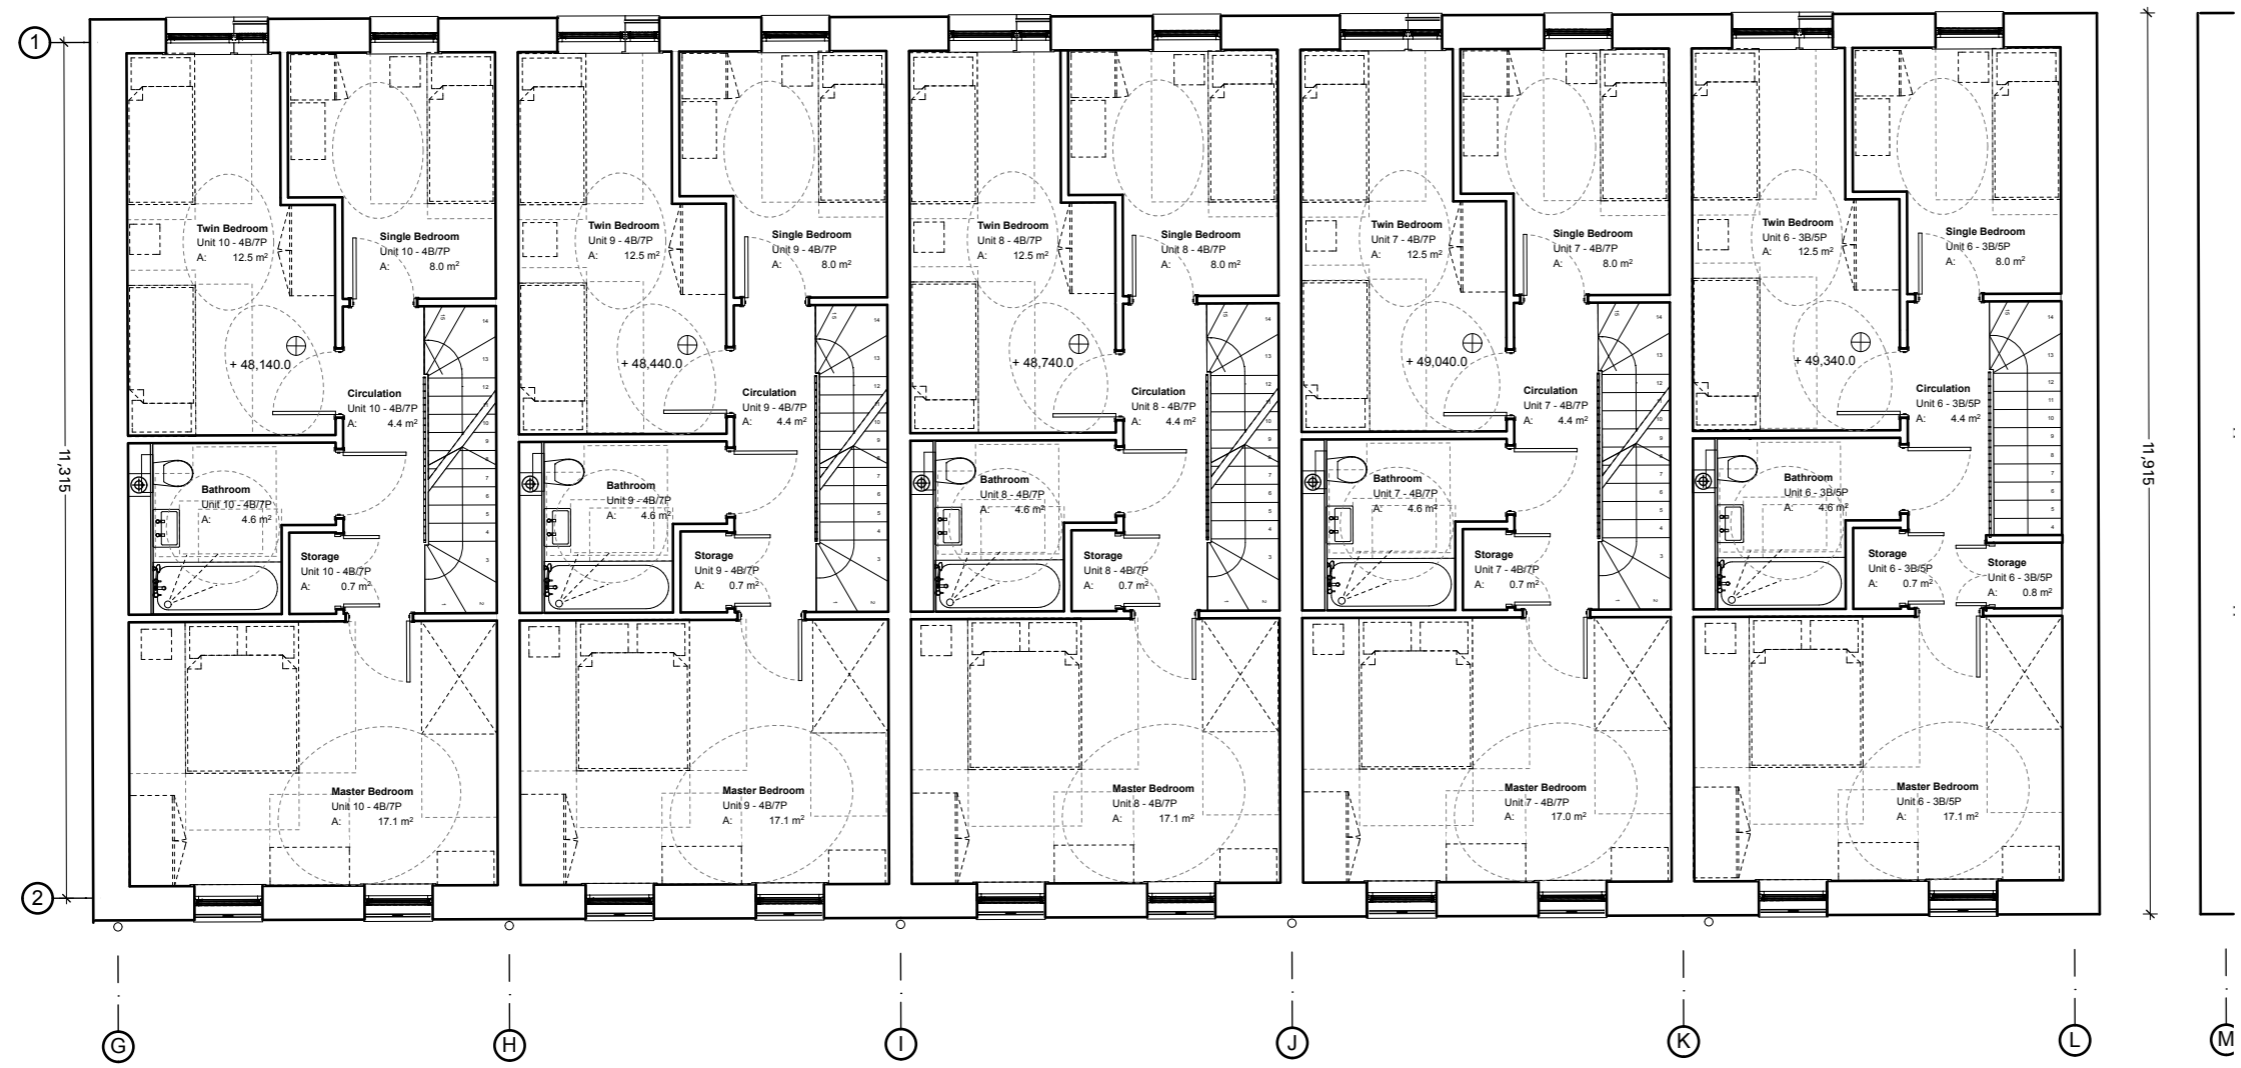 1
11,315
Twin Bedroom
Unit 10 - 4B/7P
A: 12.5 m²
Single Bedroom
Unit 10 - 4B/7P
A: 8.0 m²
+ 48,140.0
Circulation
Unit 10 - 4B/7P
A: 4.4 m²
Bathroom
Unit 10 - 4B/7P
A: 4.6 m²
Storage
Unit 10 - 4B/7P
A: 0.7 m²
Master Bedroom
Unit 10 - 4B/7P
A: 17.1 m²
Twin Bedroom
Unit 9 - 4B/7P
A: 12.5 m²
Single Bedroom
Unit 9 - 4B/7P
A: 8.0 m²
+ 48,440.0
Circulation
Unit 9 - 4B/7P
A: 4.4 m²
Bathroom
Unit 9 - 4B/7P
A: 4.6 m²
Storage
Unit 9 - 4B/7P
A: 0.7 m²
Master Bedroom
Unit 9 - 4B/7P
A: 17.1 m²
Twin Bedroom
Unit 8 - 4B/7P
A: 12.5 m²
Single Bedroom
Unit 8 - 4B/7P
A: 8.0 m²
+ 48,740.0
Circulation
Unit 8 - 4B/7P
A: 4.4 m²
Bathroom
Unit 8 - 4B/7P
A: 4.6 m²
Storage
Unit 8 - 4B/7P
A: 0.7 m²
Master Bedroom
Unit 8 - 4B/7P
A: 17.1 m²
Twin Bedroom
Unit 7 - 4B/7P
A: 12.5 m²
Single Bedroom
Unit 7 - 4B/7P
A: 8.0 m²
+ 49,040.0
Circulation
Unit 7 - 4B/7P
A: 4.4 m²
Bathroom
Unit 7 - 4B/7P
A: 4.6 m²
Storage
Unit 7 - 4B/7P
A: 0.7 m²
Master Bedroom
Unit 7 - 4B/7P
A: 17.0 m²
Twin Bedroom
Unit 6 - 3B/5P
A: 12.5 m²
Single Bedroom
Unit 6 - 3B/5P
A: 8.0 m²
+ 49,340.0
Circulation
Unit 6 - 3B/5P
A: 4.4 m²
Bathroom
Unit 6 - 3B/5P
A: 4.6 m²
Storage
Unit 6 - 3B/5P
A: 0.7 m²
Storage
Unit 6 - 3B/5P
A: 0.8 m²
Master Bedroom
Unit 6 - 3B/5P
A: 17.1 m²
11,915
2
G H I J K L M